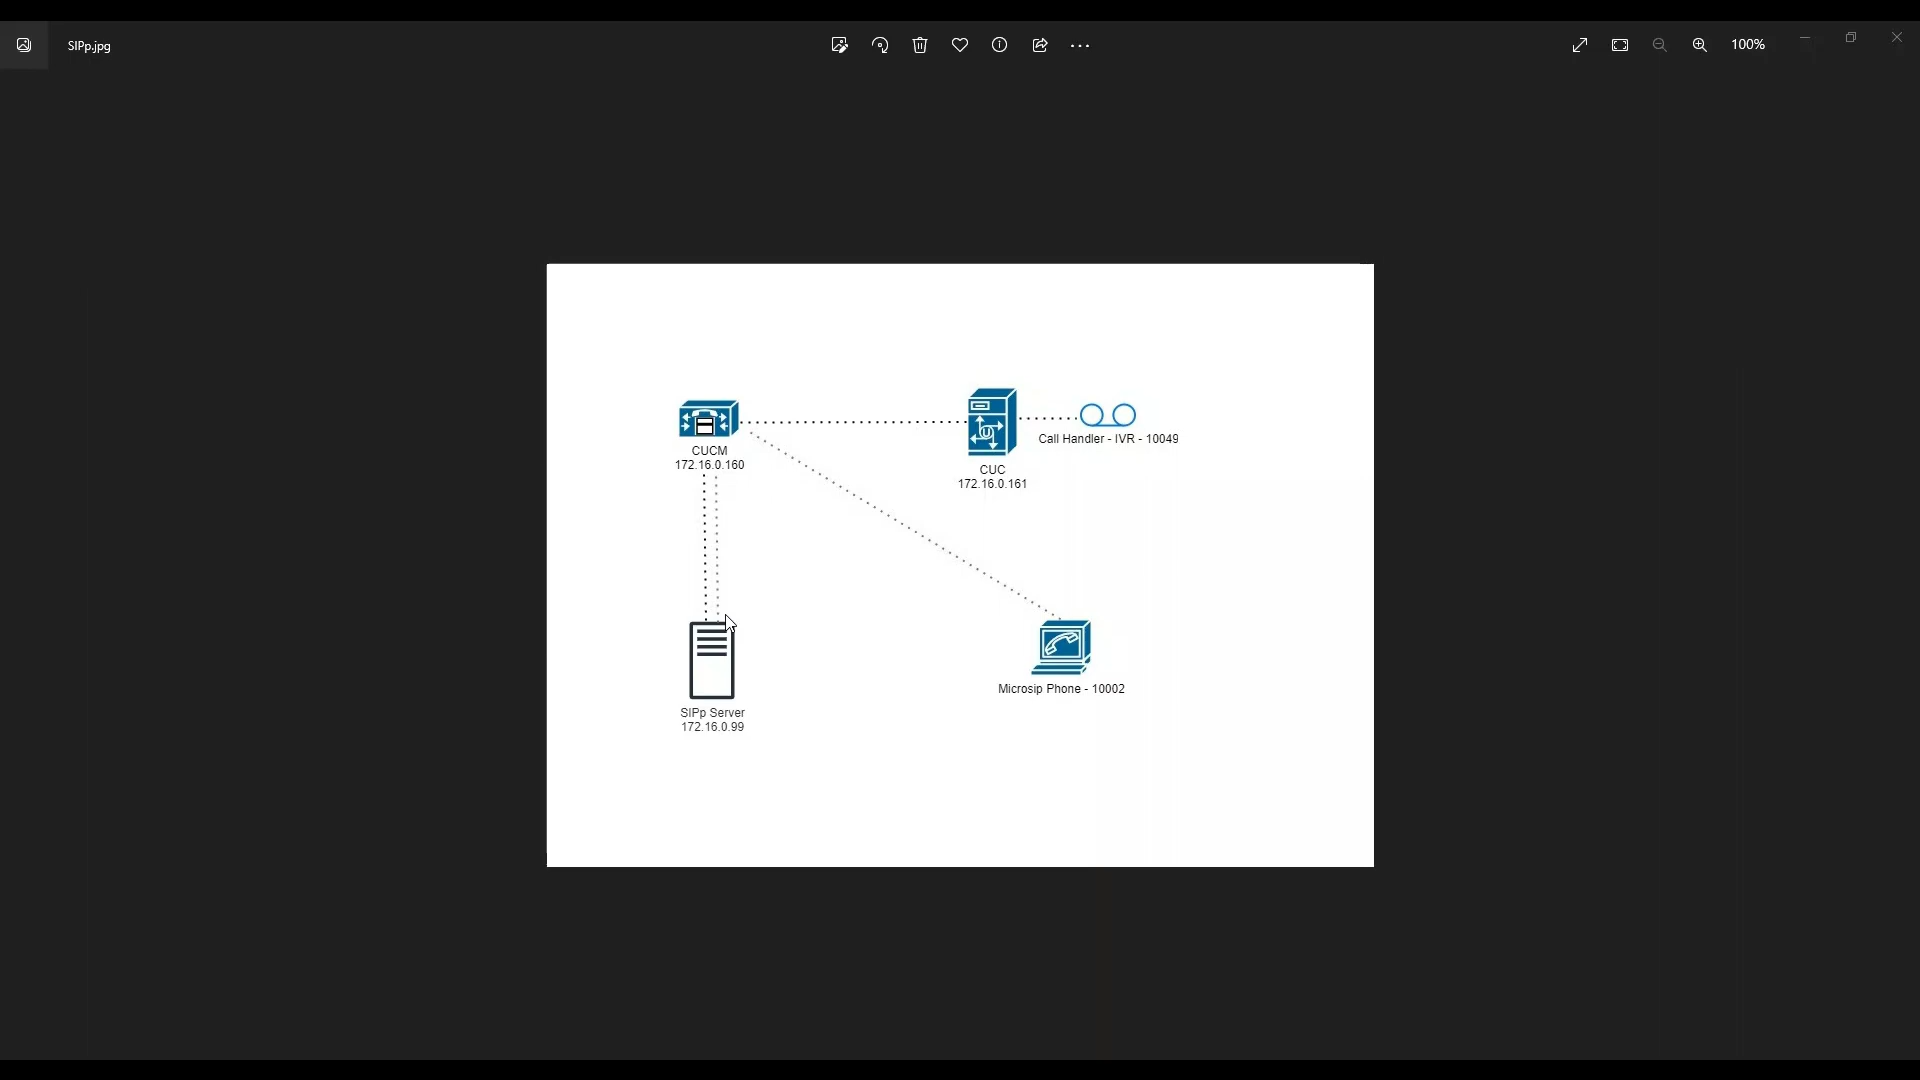 SIPp.jpg
100%
CUCM
172.16.0.160
CUC
172.16.0.161
Call Handler - IVR - 10049
Microsip Phone - 10002
SIPp Server
172.16.0.99